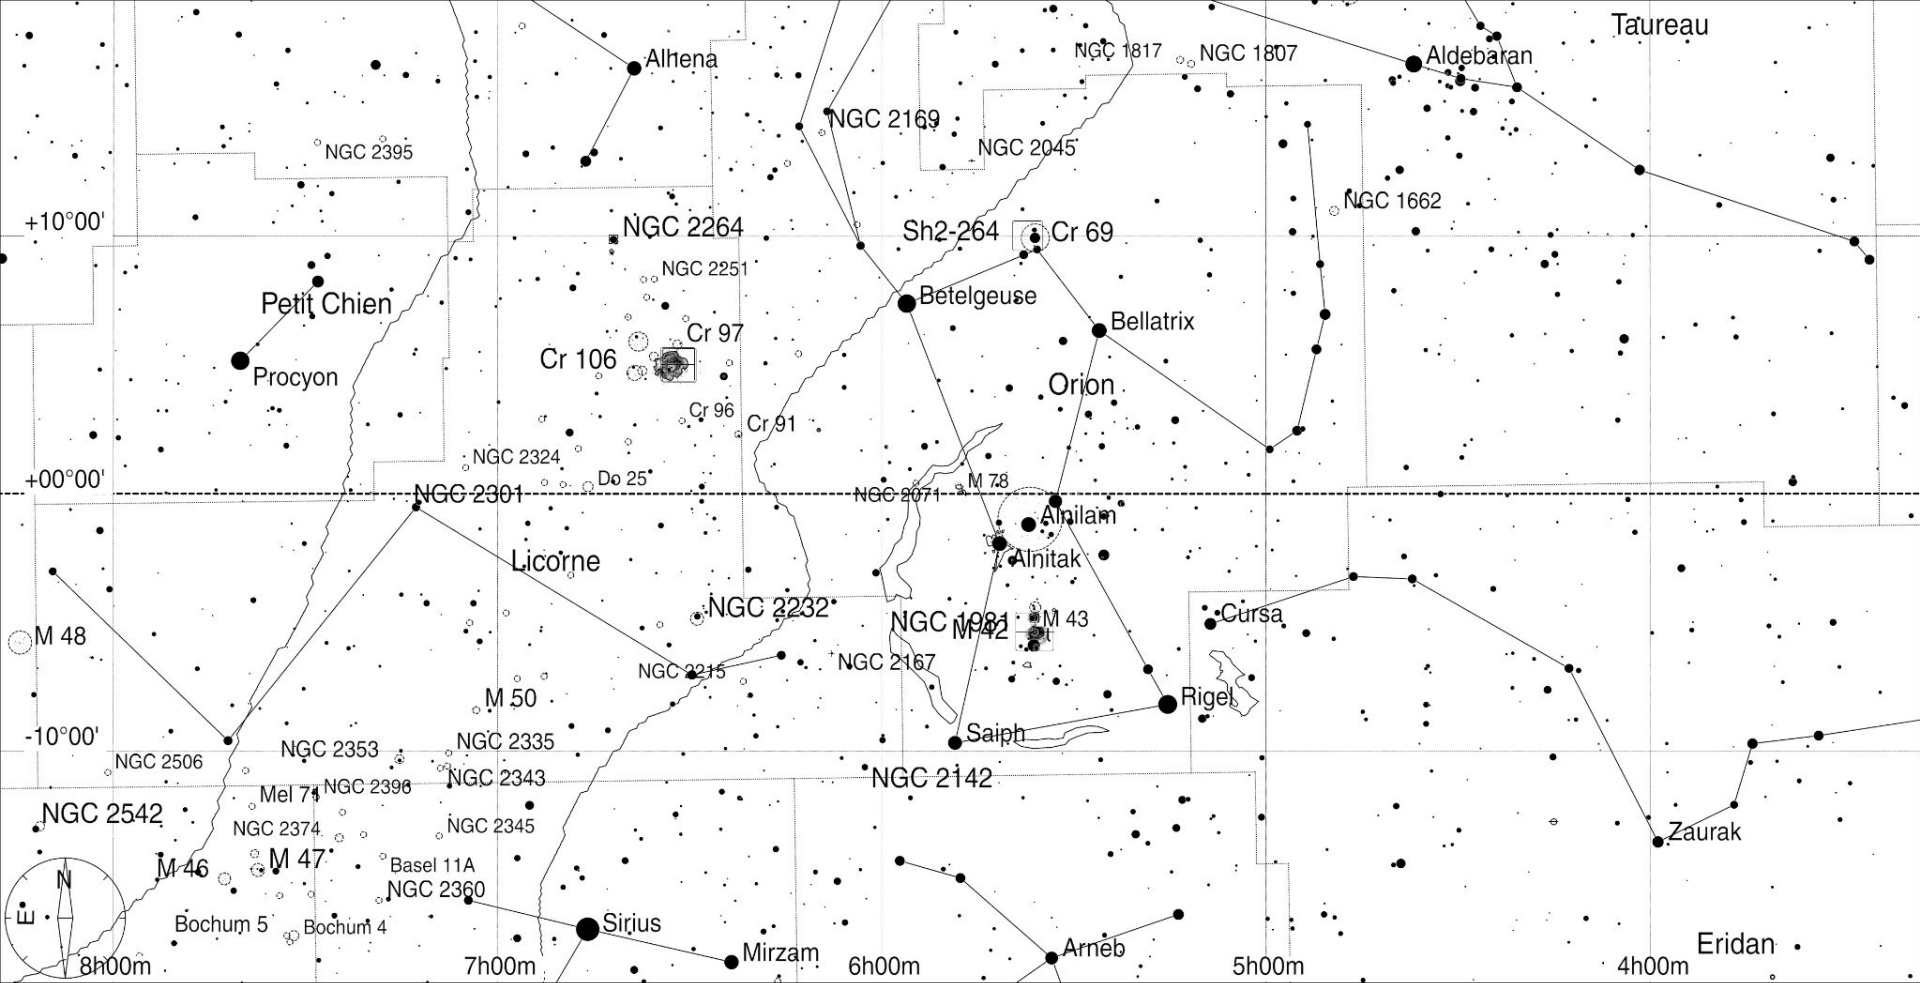 Taureau
NGC 1817
NGC 1807
Aldebaran
Alhena
NGC 2169
NGC 2045
NGC 2395
NGC 1662
+10°00'
NGC 2264
Sh2-264
Cr 69
NGC 2251
Petit Chien
Betelgeuse
Bellatrix
Cr 97
Cr 106
Procyon
Orion
Cr 96
Cr 91
NGC 2324
+00°00'
Do 25
M 78
NGC 2301
NGC 2071
Alnilam
Licorne
Alnitak
NGC 2232
NGC 1981
M 43
Cursa
M 42
M 48
NGC 2215
NGC 2167
M 50
Rigel
-10°00'
Saiph
NGC 2335
NGC 2353
NGC 2506
NGC 2343
NGC 2142
NGC 2396
Mel 71
NGC 2542
NGC 2345
NGC 2374
Zaurak
M 47
M 46
Basel 11A
N
NGC 2360
E
Bochum 5
Bochum 4
Sirius
Eridan
Mirzam
Arneb
8h00m
7h00m
6h00m
5h00m
4h00m